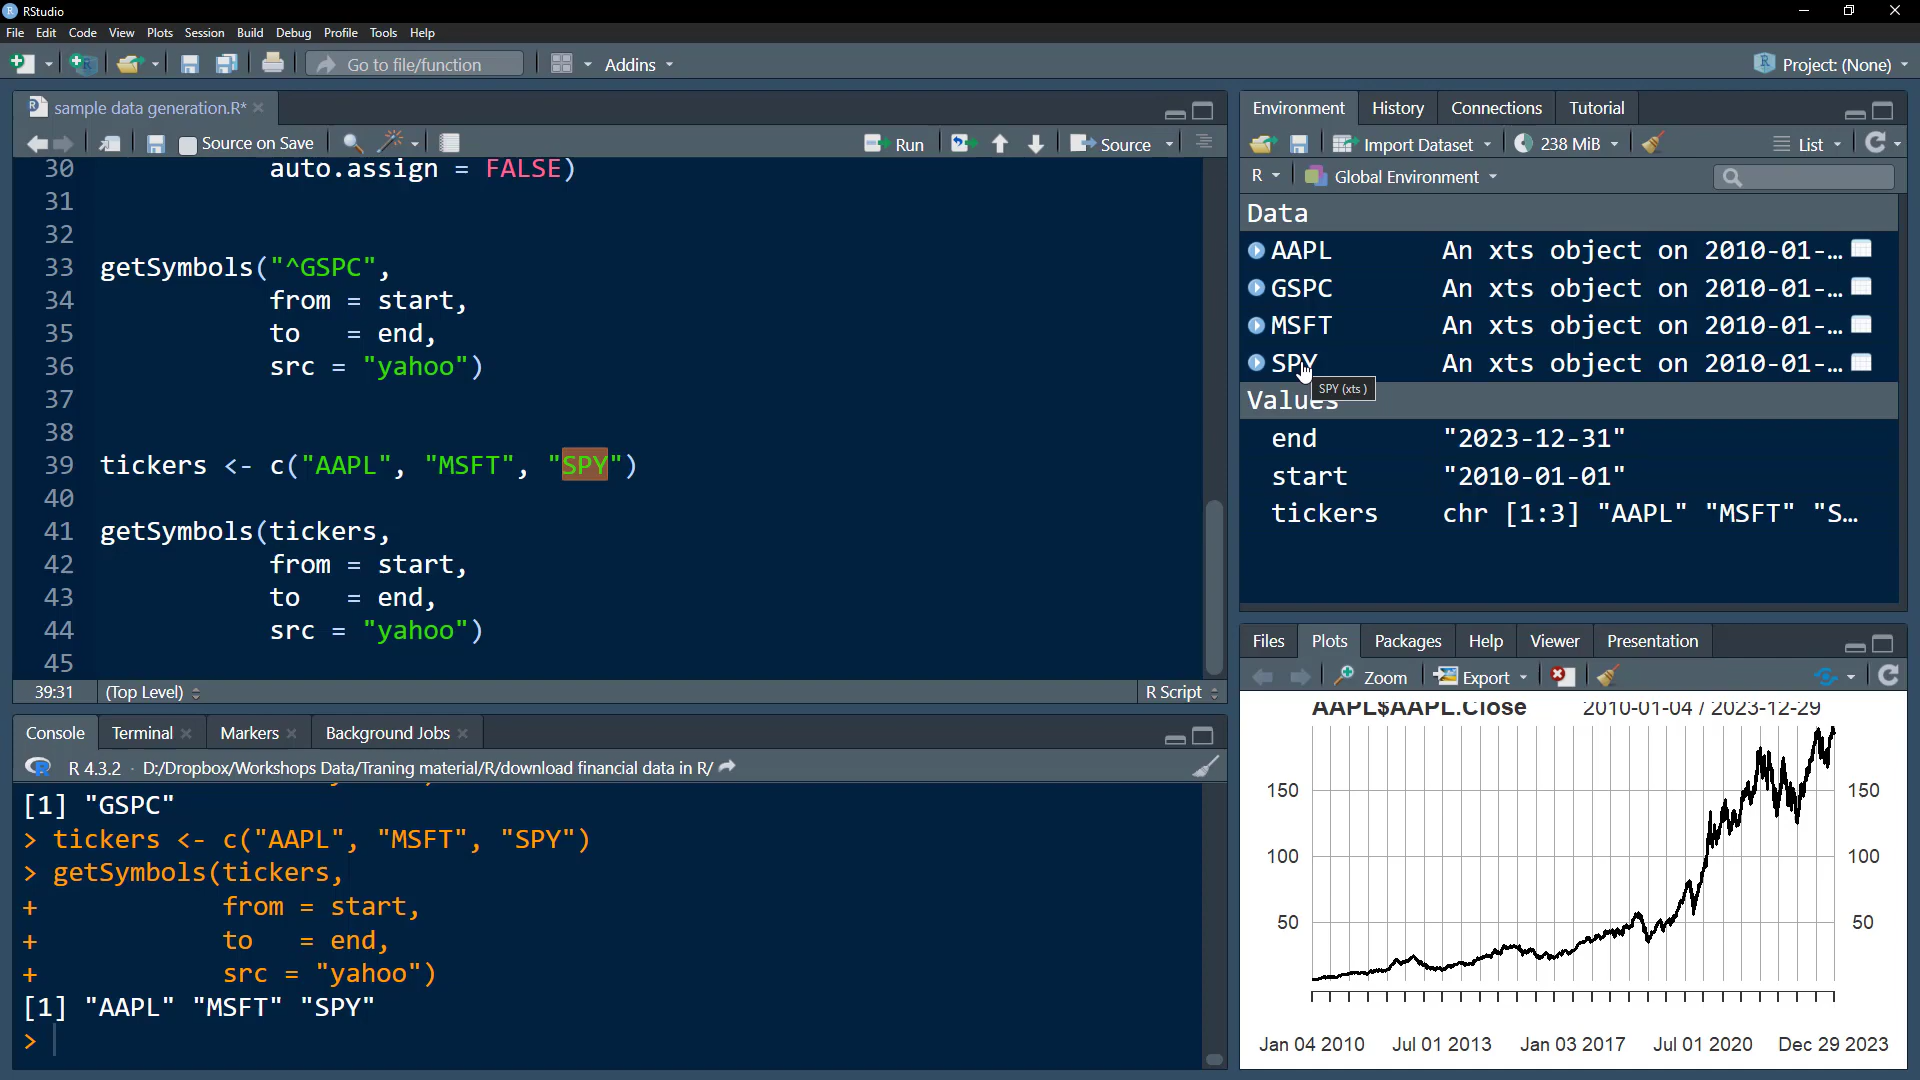 RStudio
File Edit Code View Plots Session Build Debug Profile Tools Help
Go to file/function Addins Project: (None)
sample data generation.R*
Source on Save Run Source
30 auto.assign = FALSE)
31
32
33 getSymbols("^GSPC",
34 from = start,
35 to = end,
36 src = "yahoo")
37
38
39 tickers <- c("AAPL", "MSFT", "SPY")
40
41 getSymbols(tickers,
42 from = start,
43 to = end,
44 src = "yahoo")
45
39:31 (Top Level) R Script
Console Terminal Markers Background Jobs
R 4.3.2 · D:/Dropbox/Workshops Data/Traning material/R/download financial data in R/
[1] "GSPC"
> tickers <- c("AAPL", "MSFT", "SPY")
> getSymbols(tickers,
+ from = start,
+ to = end,
+ src = "yahoo")
[1] "AAPL" "MSFT" "SPY"
>
Environment History Connections Tutorial
Import Dataset 238 MiB List
R Global Environment
Data
AAPL An xts object on 2010-01-…
GSPC An xts object on 2010-01-…
MSFT An xts object on 2010-01-…
SPY An xts object on 2010-01-…
SPY (xts )
Values
end "2023-12-31"
start "2010-01-01"
tickers chr [1:3] "AAPL" "MSFT" "S…
Files Plots Packages Help Viewer Presentation
Zoom Export
AAPL$AAPL.Close 2010-01-04 / 2023-12-29
150 150
100 100
50 50
Jan 04 2010 Jul 01 2013 Jan 03 2017 Jul 01 2020 Dec 29 2023